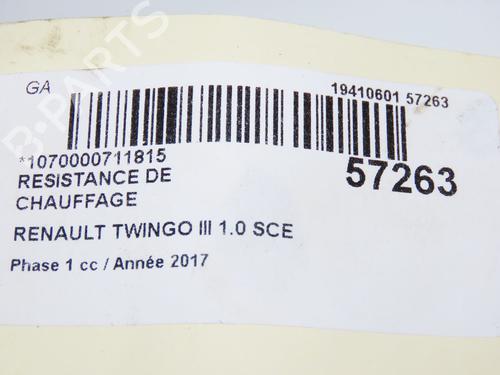 B-PARTS
GA
19410601 57263
*1070000711815
57263
RESISTANCE DE
CHAUFFAGE
RENAULT TWINGO III 1.0 SCE
Phase 1 cc / Année 2017